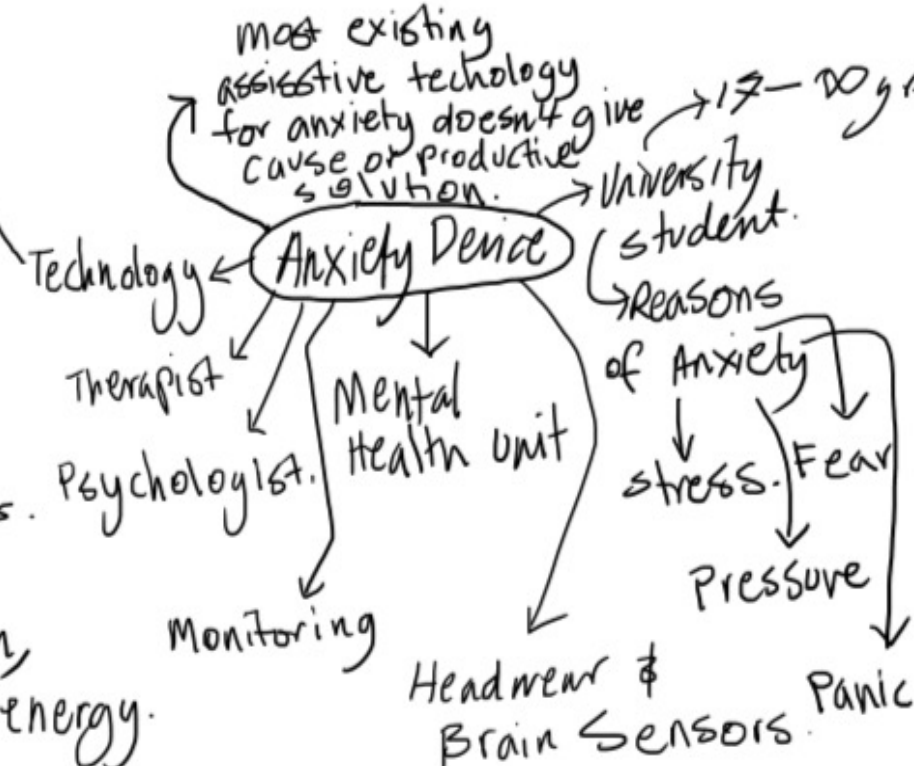 most existing
assisstive techology
for anxiety doesn't give
cause or productive
solution.
Anxiety Device
University
student.
Reasons
of Anxiety
stress.
Fear
Pressure
Panic
Technology
Therapist
Psychologist.
Mental
Health unit
Monitoring
Headwear &
Brain Sensors.
energy.